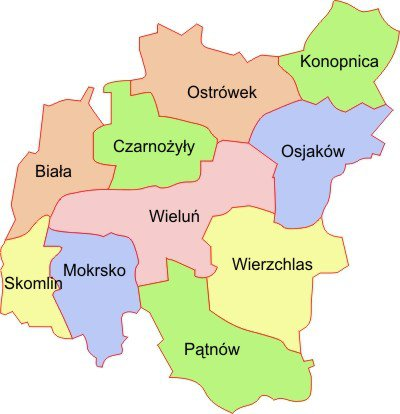 Konopnica
Ostrówek
Czarnożyły
Osjaków
Biała
Wieluń
Wierzchlas
Mokrsko
Skomlin
Pątnów